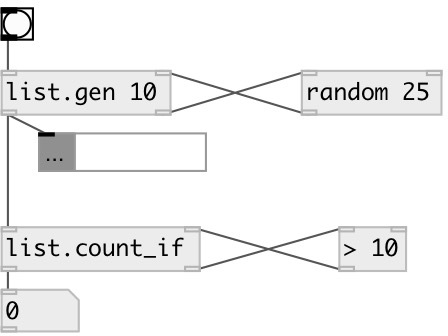 list.gen 10
random 25
...
list.count_if
> 10
0